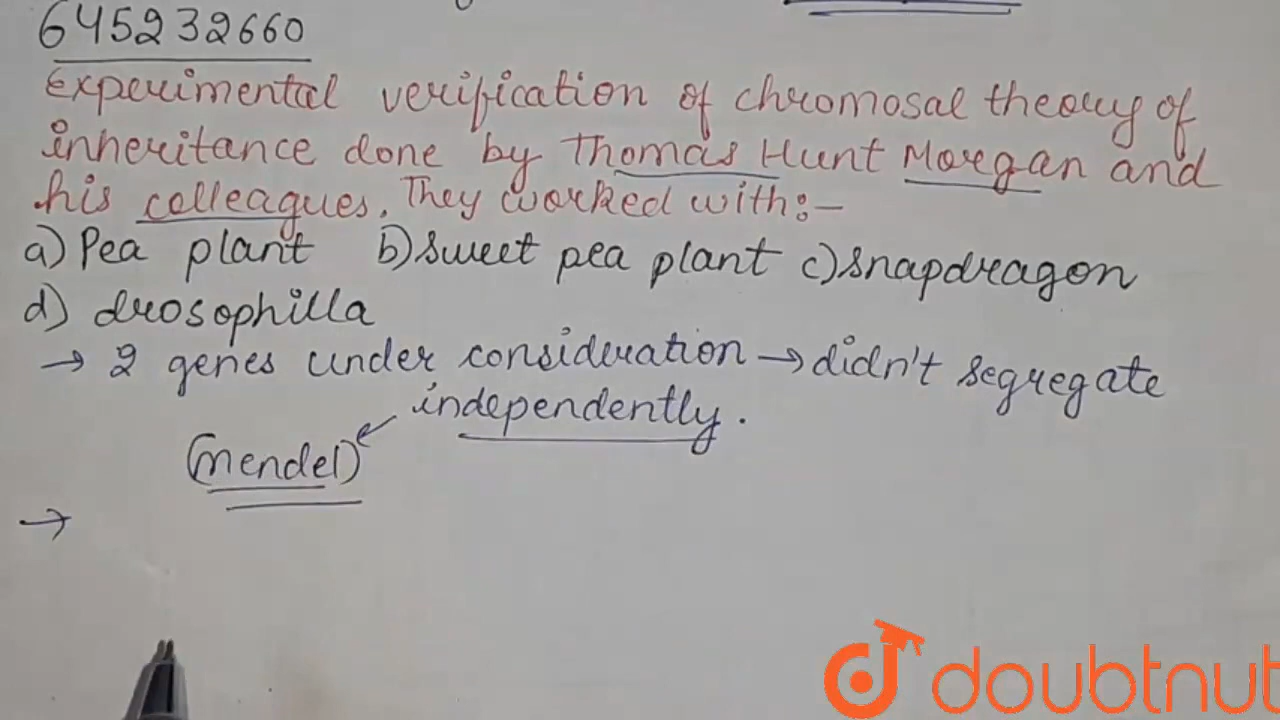 645232660
Experimental verification of chromosal theory of
inheritance done by Thomas Hunt Morgan and
his colleagues. They worked with:-
a) Pea plant b) sweet pea plant c) snapdragon
d) drosophilla
→ 2 genes under consideration → didn't segregate
independently.
(mendel)
→
doubtnut